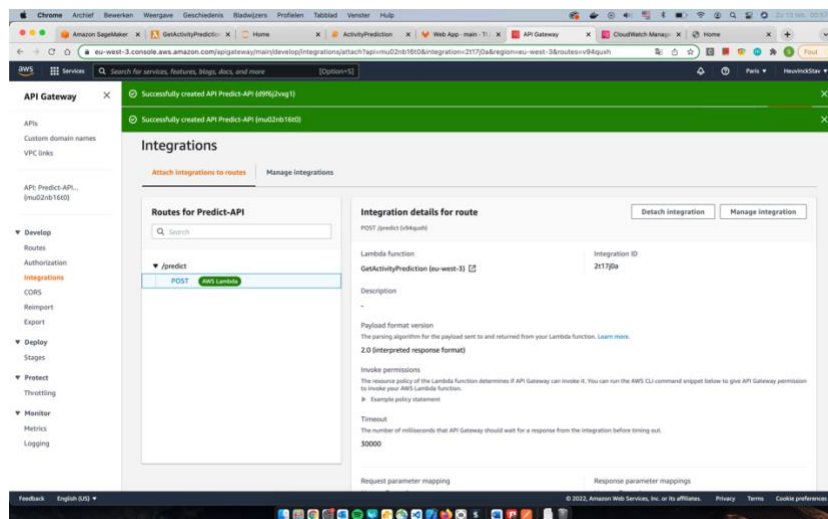 Chrome Archief Bewerken Weergave Geschiedenis Bladwijzers Profielen Tabblad Venster Hulp
Amazon SageMaker GetActivityPrediction Home ActivityPrediction Web App - main - API Gateway CloudWatch Manage Home
eu-west-3.console.aws.amazon.com/apigateway/main/develop/integrations/attach?api=mu02nb16t0&integration=2t17j0a&region=eu-west-3&routes=v94quxh
aws Services Search for services, features, blogs, docs, and more [Option+S] Paris
API Gateway
Successfully created API Predict-API (d9f6j2vxg1)
Successfully created API Predict-API (mu02nb16t0)
APIs
Custom domain names
VPC links
API: Predict-API...
(mu02nb16t0)
Develop
Routes
Authorization
Integrations
CORS
Reimport
Export
Deploy
Stages
Protect
Throttling
Monitor
Metrics
Logging
Integrations
Attach integrations to routes Manage integrations
Routes for Predict-API
Search
/predict
POST AWS Lambda
Integration details for route
Detach integration Manage integration
POST /predict (v94quxh)
Lambda function
GetActivityPrediction (eu-west-3)
Integration ID
2t17j0a
Description
-
Payload format version
The parsing algorithm for the payload sent to and returned from your Lambda function. Learn more.
2.0 (interpreted response format)
Invoke permissions
The resource policy of the Lambda function determines if API Gateway can invoke it. You can run the AWS CLI command snippet below to give API Gateway permission
to invoke your AWS Lambda function.
Example policy statement
Timeout
The number of milliseconds that API Gateway should wait for a response from the integration before timing out.
30000
Request parameter mapping Response parameter mappings
Feedback English (US) © 2022, Amazon Web Services, Inc. or its affiliates. Privacy Terms Cookie preferences